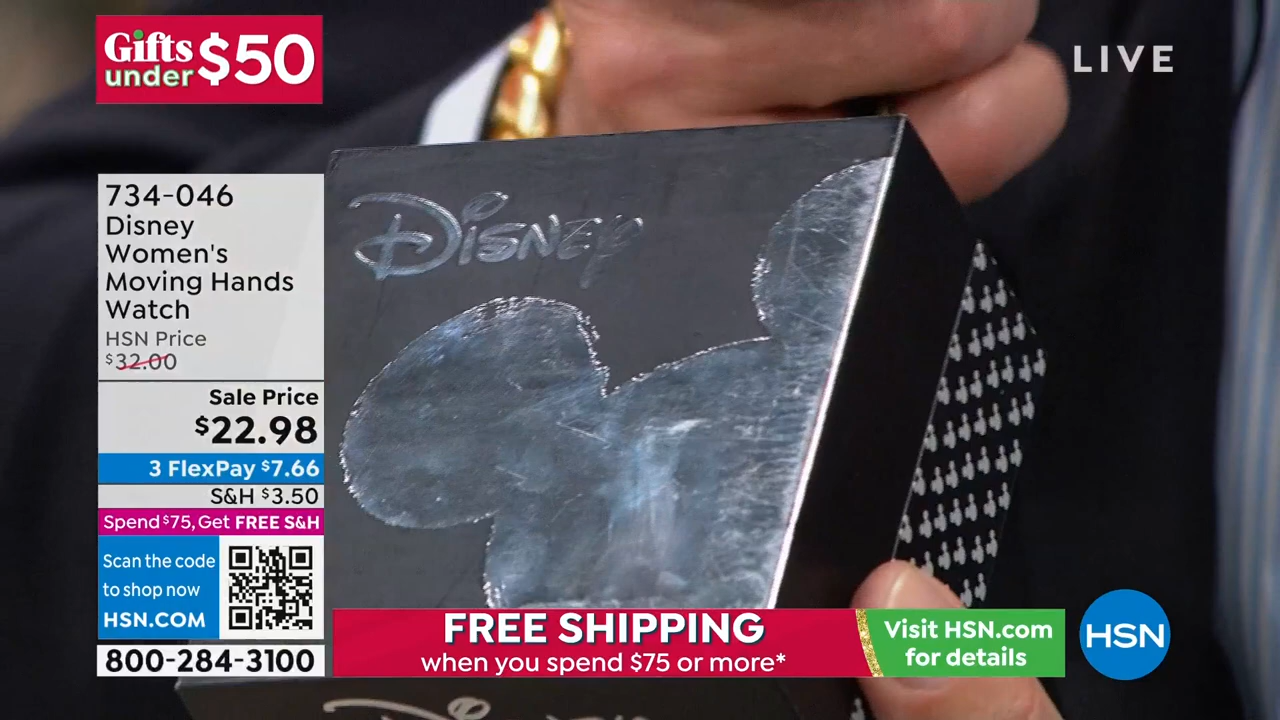 Gifts
under $50
LIVE
734-046
Disney
Women's
Moving Hands
Watch
HSN Price
$32.00
Sale Price
$22.98
3 FlexPay $7.66
S&H $3.50
Spend $75, Get FREE S&H
Scan the code
to shop now
HSN.COM
800-284-3100
Disney
FREE SHIPPING
when you spend $75 or more*
Visit HSN.com
for details
HSN
Disney